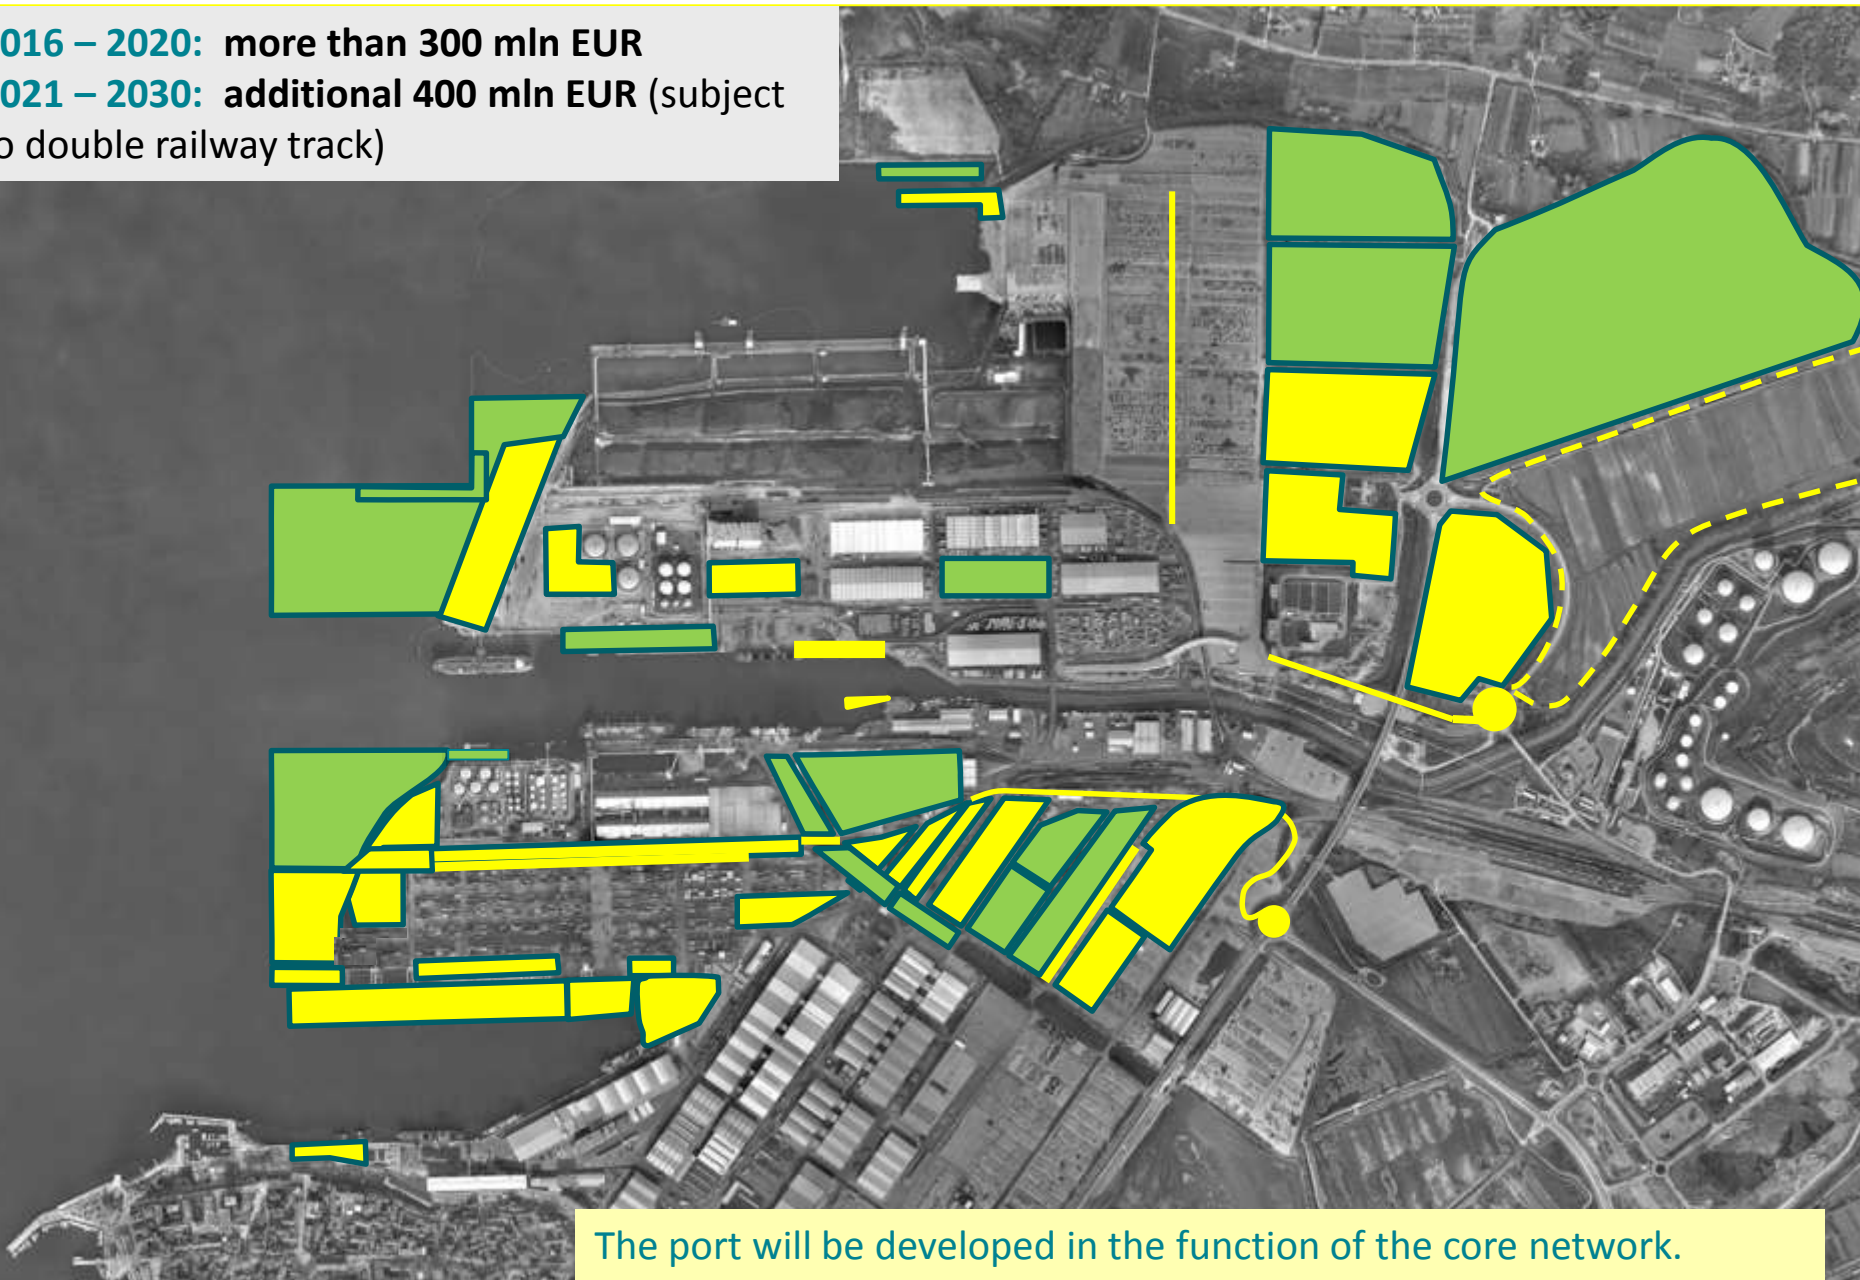 016 – 2020: more than 300 mln EUR
021 – 2030: additional 400 mln EUR (subject
o double railway track)
The port will be developed in the function of the core network.